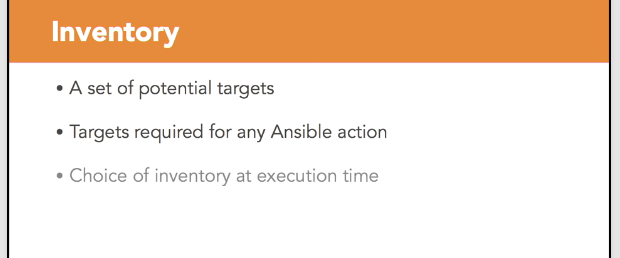 Inventory
• A set of potential targets
• Targets required for any Ansible action
• Choice of inventory at execution time